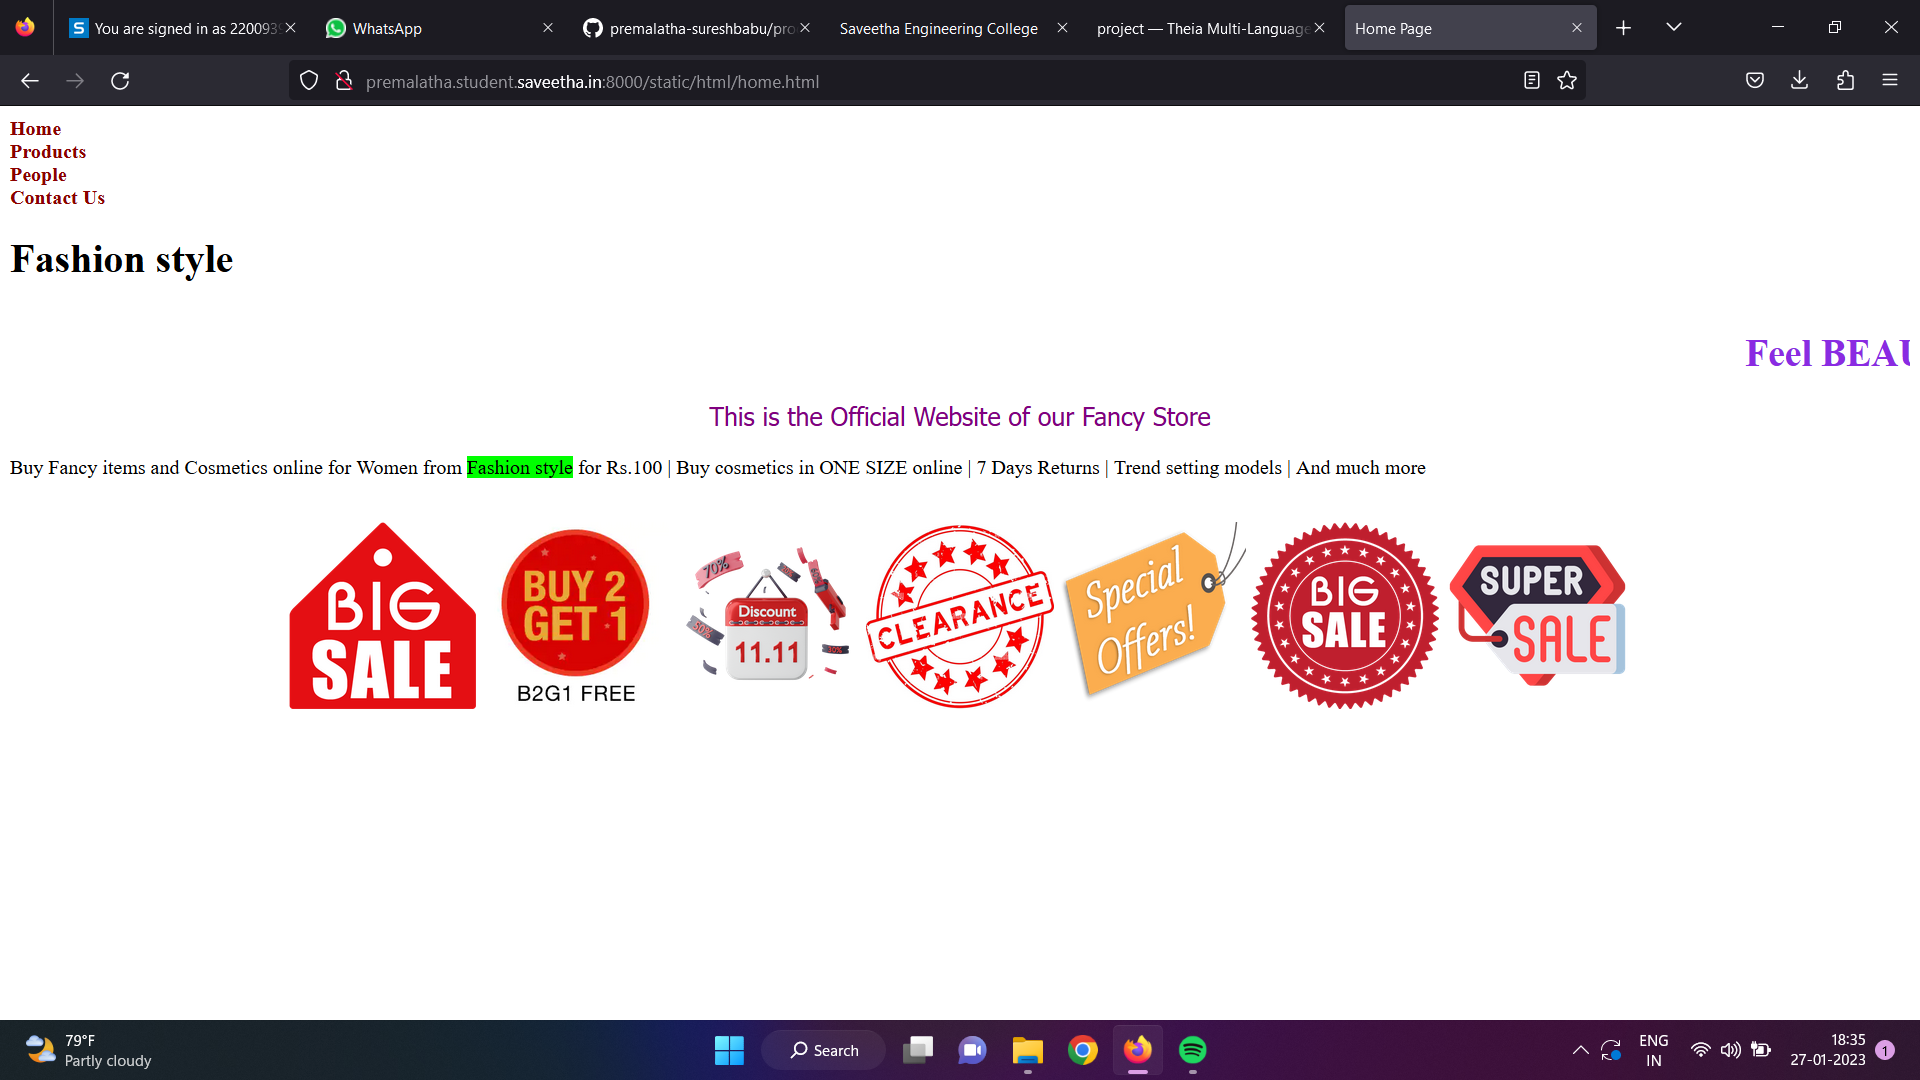 You are signed in as 220093
WhatsApp
premalatha-sureshbabu/pro
Saveetha Engineering College
project — Theia Multi-Language
Home Page
premalatha.student.saveetha.in:8000/static/html/home.html
Home
Products
People
Contact Us
Fashion style
Feel BEAU
This is the Official Website of our Fancy Store
Buy Fancy items and Cosmetics online for Women from Fashion style for Rs.100 | Buy cosmetics in ONE SIZE online | 7 Days Returns | Trend setting models | And much more
BIG
SALE
BUY 2
GET 1
B2G1 FREE
70%
50%
Discount
11.11
CLEARANCE
Special
Offers!
BIG
SALE
SUPER
SALE
79°F
Partly cloudy
Search
ENG
IN
18:35
27-01-2023
1